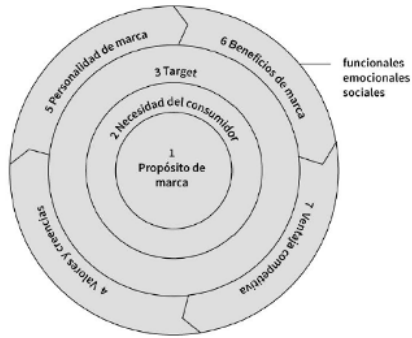 1
Propósito de
marca
2 Necesidad del consumidor
3 Target
4 Valores y creencias
5 Personalidad de marca
6 Beneficios de marca
funcionales
emocionales
sociales
7 Ventaja competitiva